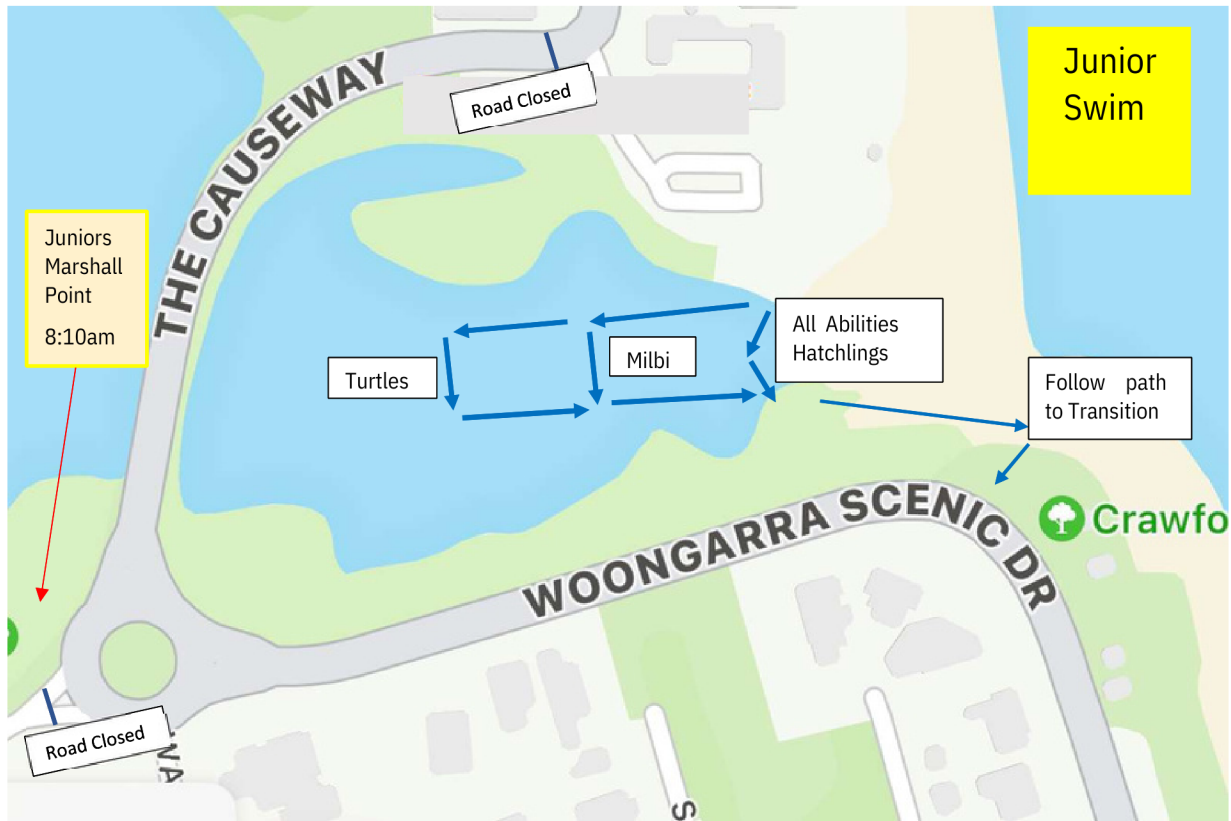 Junior
Swim
Road Closed
THE CAUSEWAY
Juniors
Marshall
Point
8:10am
All Abilities
Hatchlings
Milbi
Turtles
Follow path
to Transition
WOONGARRA SCENIC DR
Crawfo
Road Closed
WA
S